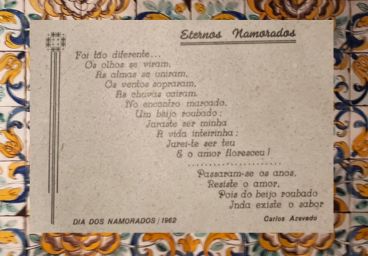 Eternos Namorados
Foi tão diferente...
Os olhos se viram,
As almas se uniram,
Os ventos sopraram,
As chuvas caíram.
No encontro marcado,
Um beijo roubado;
Juraste ser minha
A vida inteirinha;
Jurei-te ser teu
E o amor floresceu!
....................
Passaram-se os anos,
Resiste o amor,
Pois do beijo roubado
Inda existe o sabor
DIA DOS NAMORADOS / 1962
Carlos Azevedo